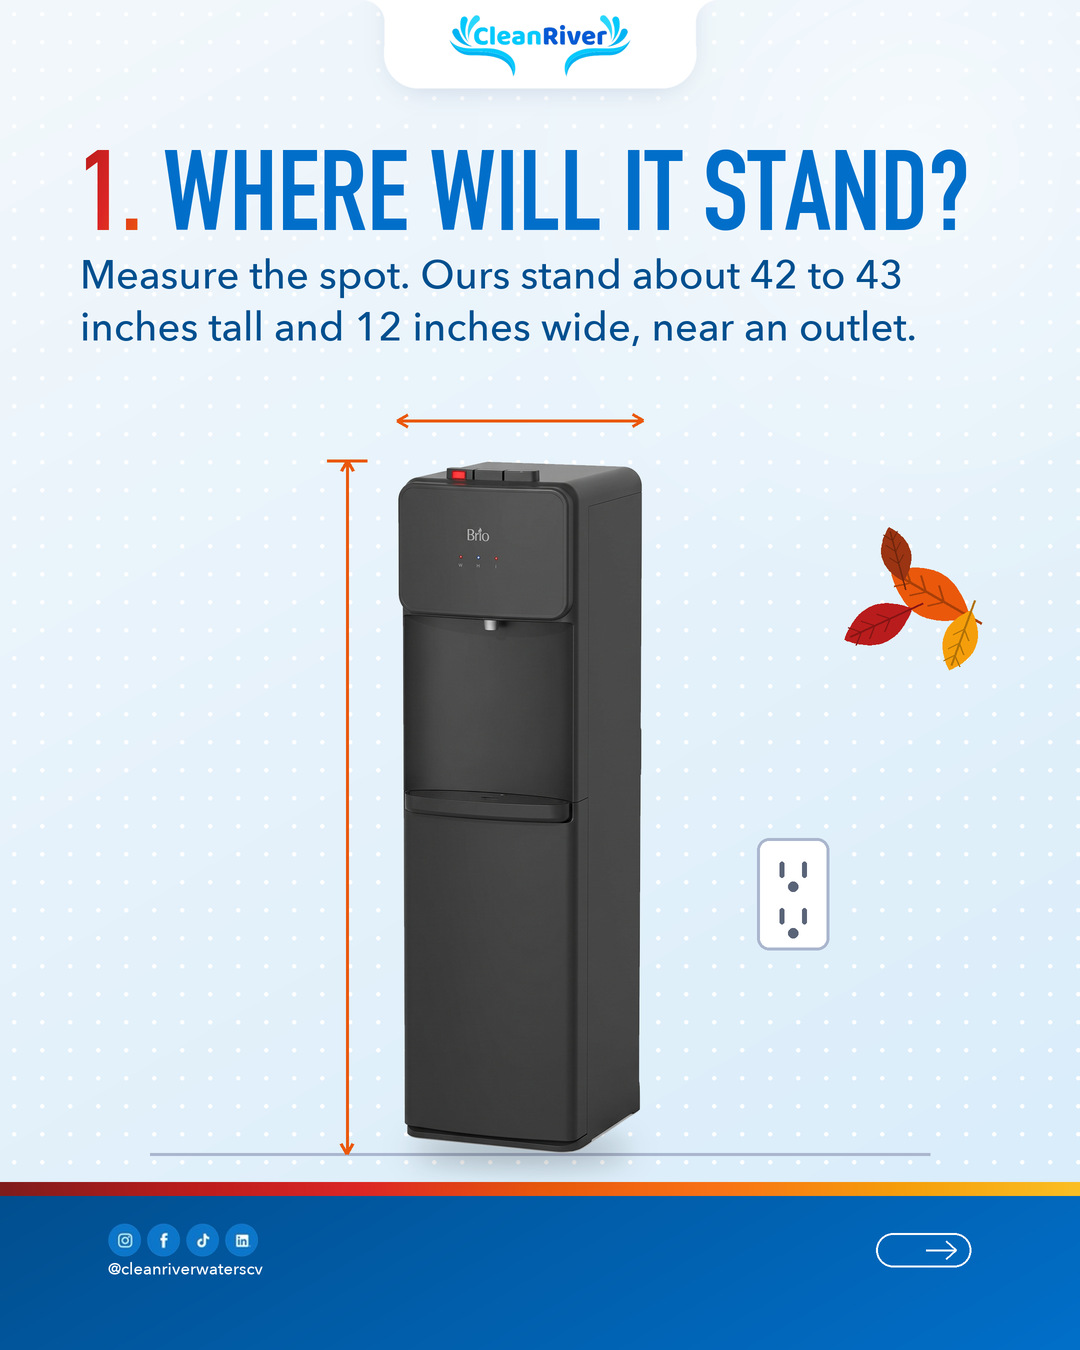 CleanRiver
1. WHERE WILL IT STAND?
Measure the spot. Ours stand about 42 to 43
inches tall and 12 inches wide, near an outlet.
Brio
@cleanriverwaterscv